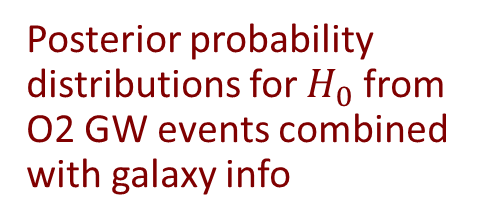 Posterior probability
distributions for H₀ from
O2 GW events combined
with galaxy info